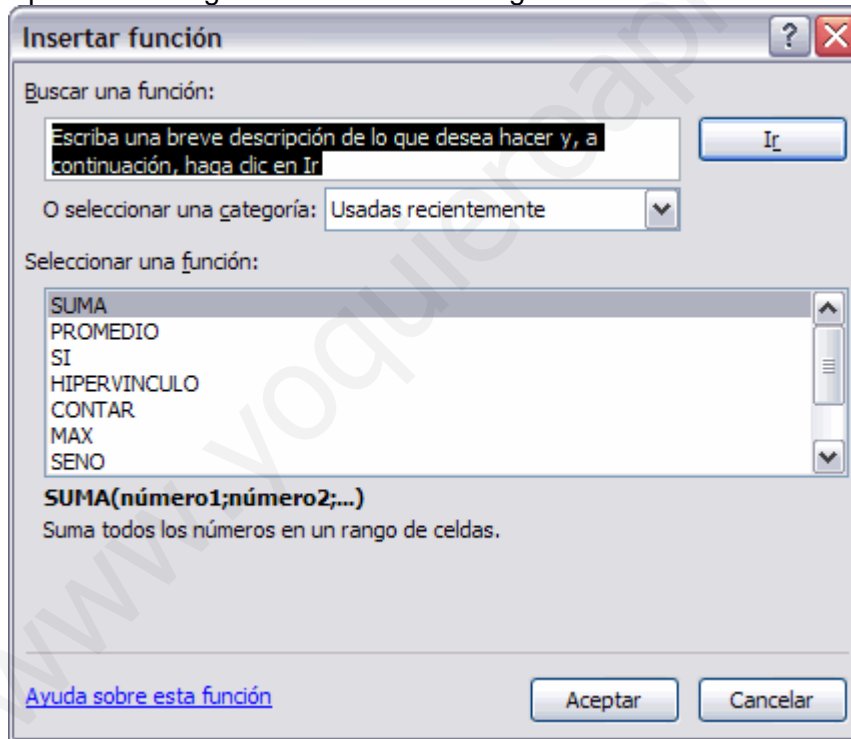 Insertar función
?
Buscar una función:
Escriba una breve descripción de lo que desea hacer y, a
continuación, haga clic en Ir
Ir
O seleccionar una categoría: Usadas recientemente
Seleccionar una función:
SUMA
PROMEDIO
SI
HIPERVINCULO
CONTAR
MAX
SENO
SUMA(número1;número2;...)
Suma todos los números en un rango de celdas.
Ayuda sobre esta función
Aceptar
Cancelar